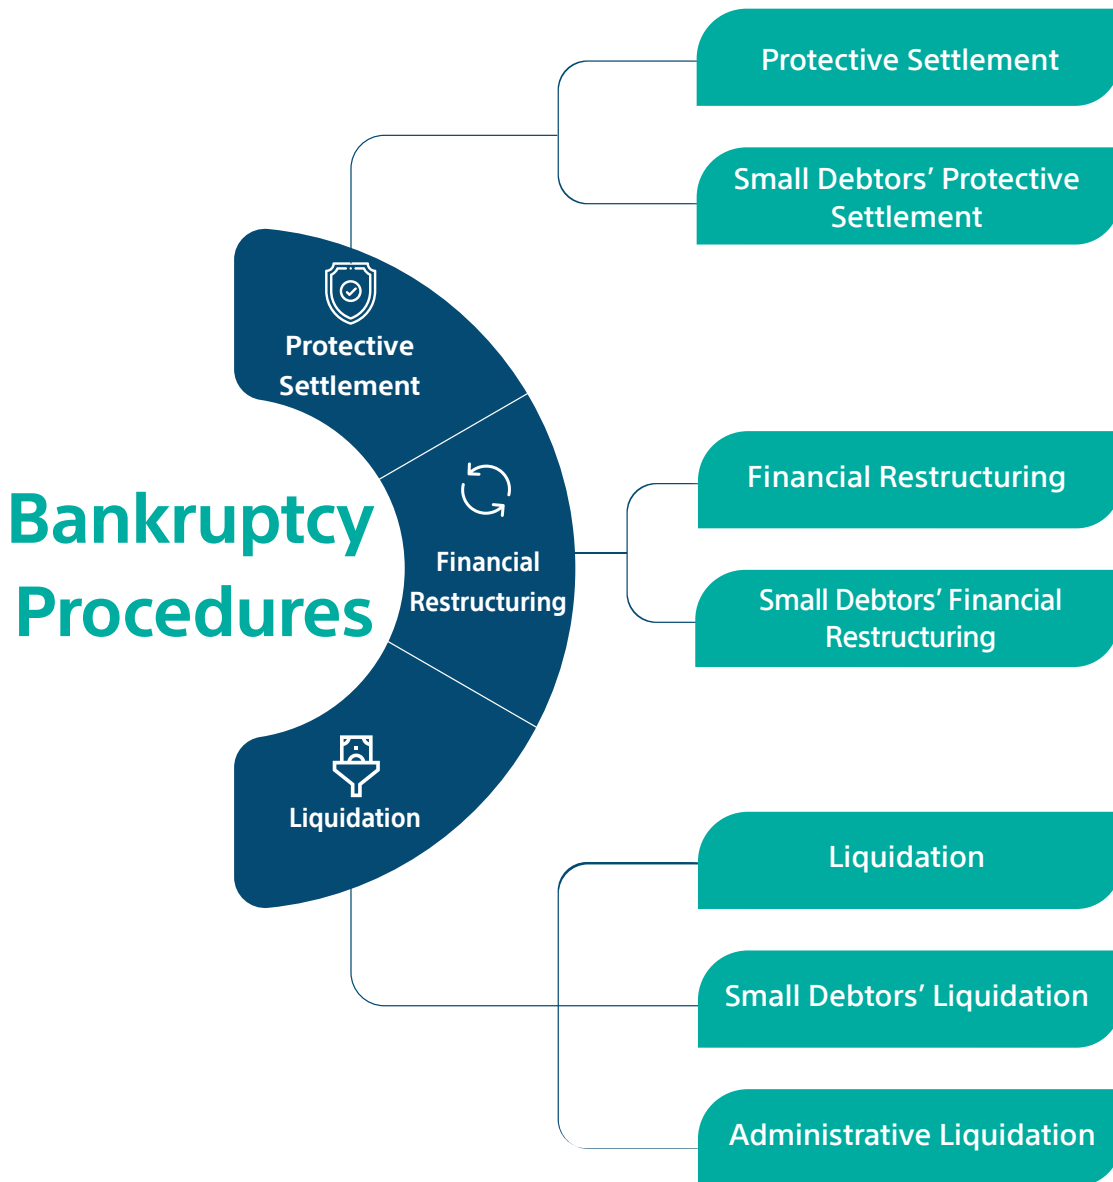 Bankruptcy
Procedures
Protective
Settlement
Protective Settlement
Small Debtors’ Protective
Settlement
Financial
Restructuring
Financial Restructuring
Small Debtors’ Financial
Restructuring
Liquidation
Liquidation
Small Debtors’ Liquidation
Administrative Liquidation